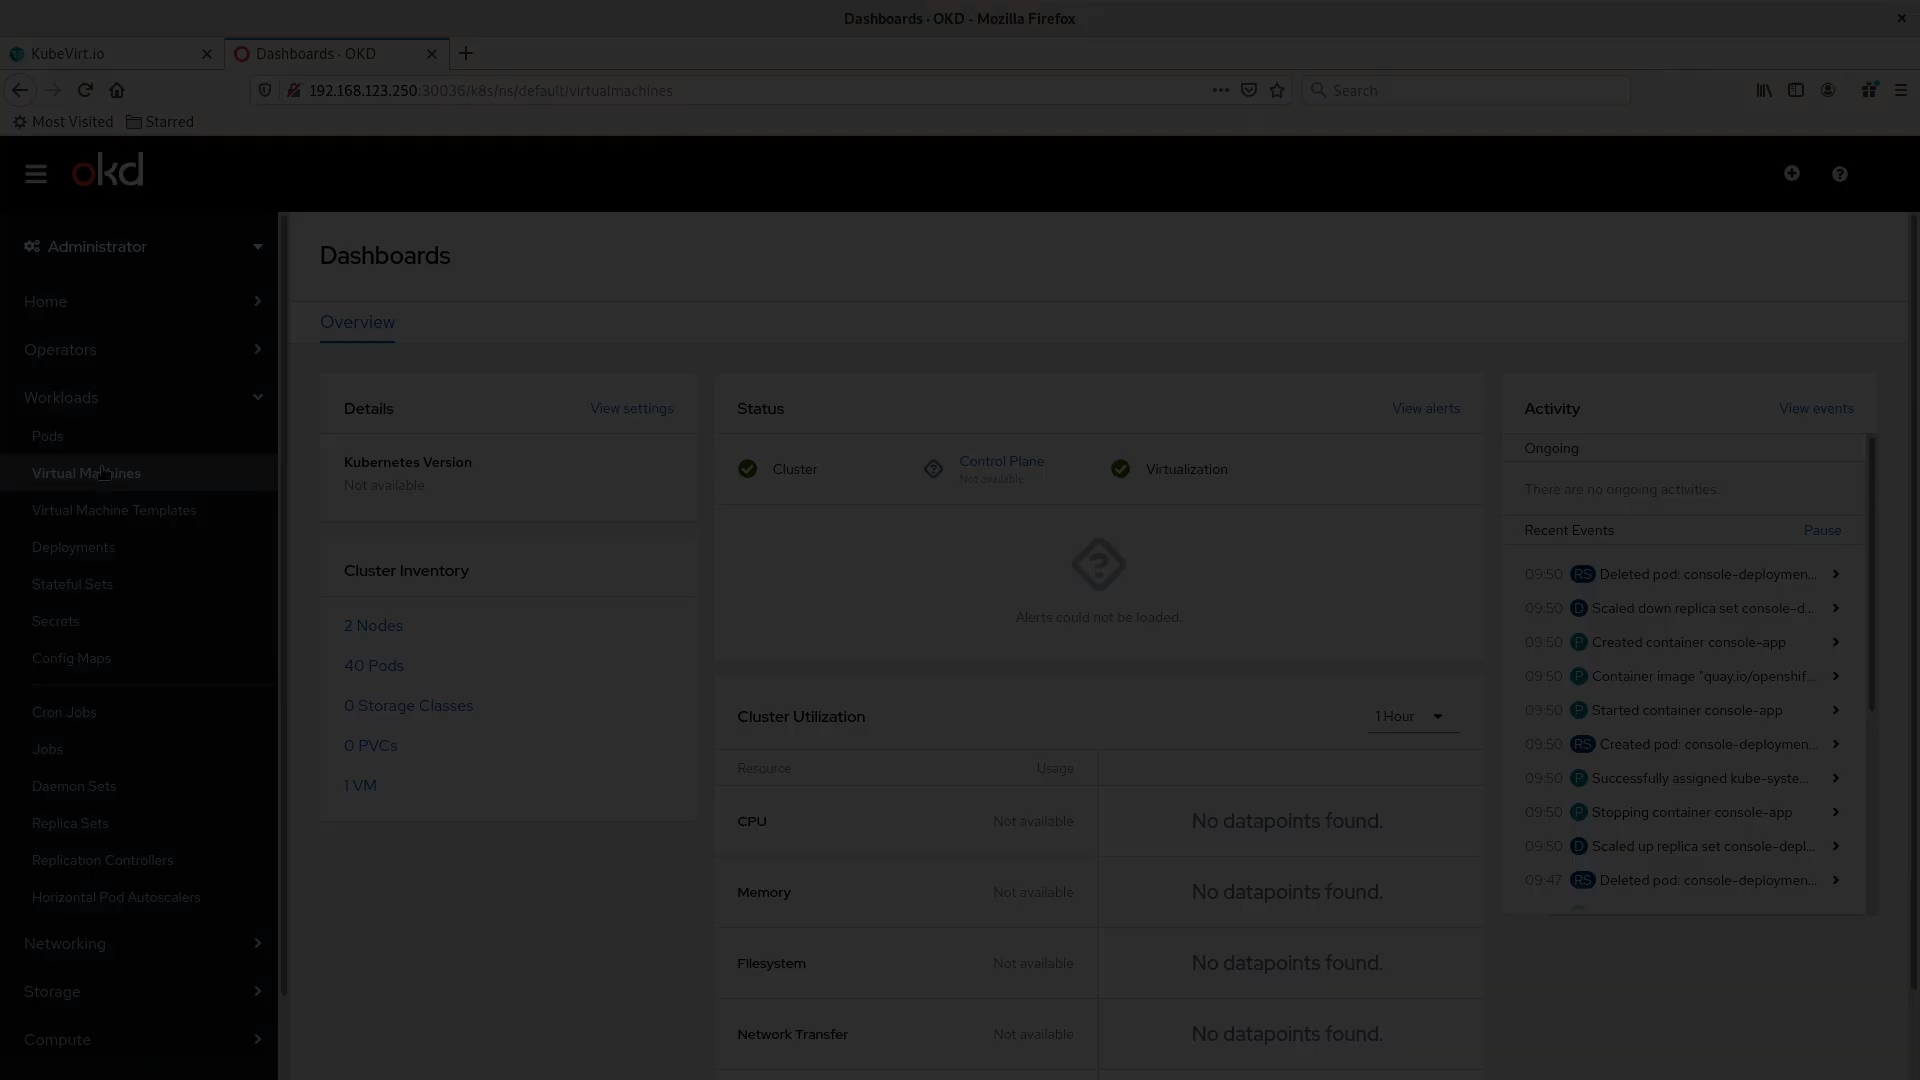 Dashboards · OKD - Mozilla Firefox
KubeVirt.io
Dashboards · OKD
192.168.123.250:30036/k8s/ns/default/virtualmachines
Search
Most Visited
Starred
okd
Administrator
Home
Operators
Workloads
Pods
Virtual Machines
Virtual Machine Templates
Deployments
Stateful Sets
Secrets
Config Maps
Cron Jobs
Jobs
Daemon Sets
Replica Sets
Replication Controllers
Horizontal Pod Autoscalers
Networking
Storage
Compute
Dashboards
Overview
Details
View settings
Kubernetes Version
Not available
Cluster Inventory
2 Nodes
40 Pods
0 Storage Classes
0 PVCs
1 VM
Status
View alerts
Cluster
Control Plane
Not available
Virtualization
Alerts could not be loaded.
Cluster Utilization
1 Hour
Resource Usage
CPU Not available No datapoints found.
Memory Not available No datapoints found.
Filesystem Not available No datapoints found.
Network Transfer Not available No datapoints found.
Activity
View events
Ongoing
There are no ongoing activities.
Recent Events
Pause
09:50 RS Deleted pod: console-deploymen...
09:50 D Scaled down replica set console-d...
09:50 P Created container console-app
09:50 P Container image "quay.io/openshif...
09:50 P Started container console-app
09:50 RS Created pod: console-deploymen...
09:50 P Successfully assigned kube-syste...
09:50 P Stopping container console-app
09:50 D Scaled up replica set console-depl...
09:47 RS Deleted pod: console-deploymen...